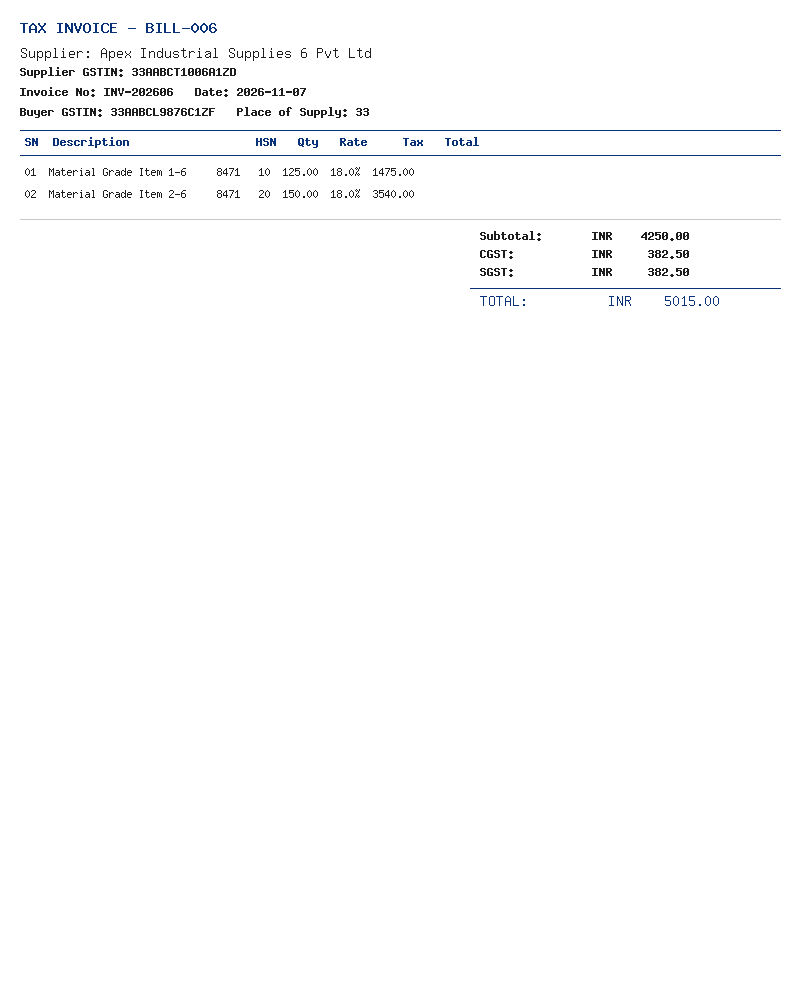 TAX INVOICE - BILL-006
Supplier: Apex Industrial Supplies 6 Pvt Ltd
Supplier GSTIN: 33AABCT1006A1ZD
Invoice No: INV-202606 Date: 2026-11-07
Buyer GSTIN: 33AABCL9876C1ZF Place of Supply: 33
SN Description HSN Qty Rate Tax Total
01 Material Grade Item 1-6 8471 10 125.00 18.0% 1475.00
02 Material Grade Item 2-6 8471 20 150.00 18.0% 3540.00
Subtotal: INR 4250.00
CGST: INR 382.50
SGST: INR 382.50
TOTAL: INR 5015.00